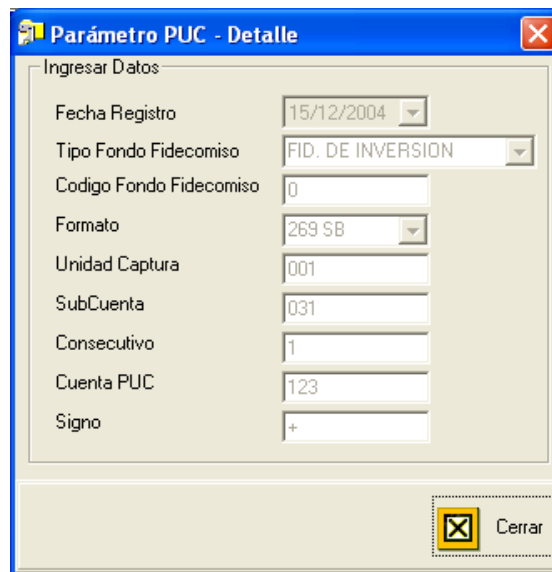 Parámetro PUC - Detalle
Ingresar Datos
Fecha Registro 15/12/2004
Tipo Fondo Fidecomiso FID. DE INVERSION
Codigo Fondo Fidecomiso 0
Formato 269 SB
Unidad Captura 001
SubCuenta 031
Consecutivo 1
Cuenta PUC 123
Signo +
Cerrar